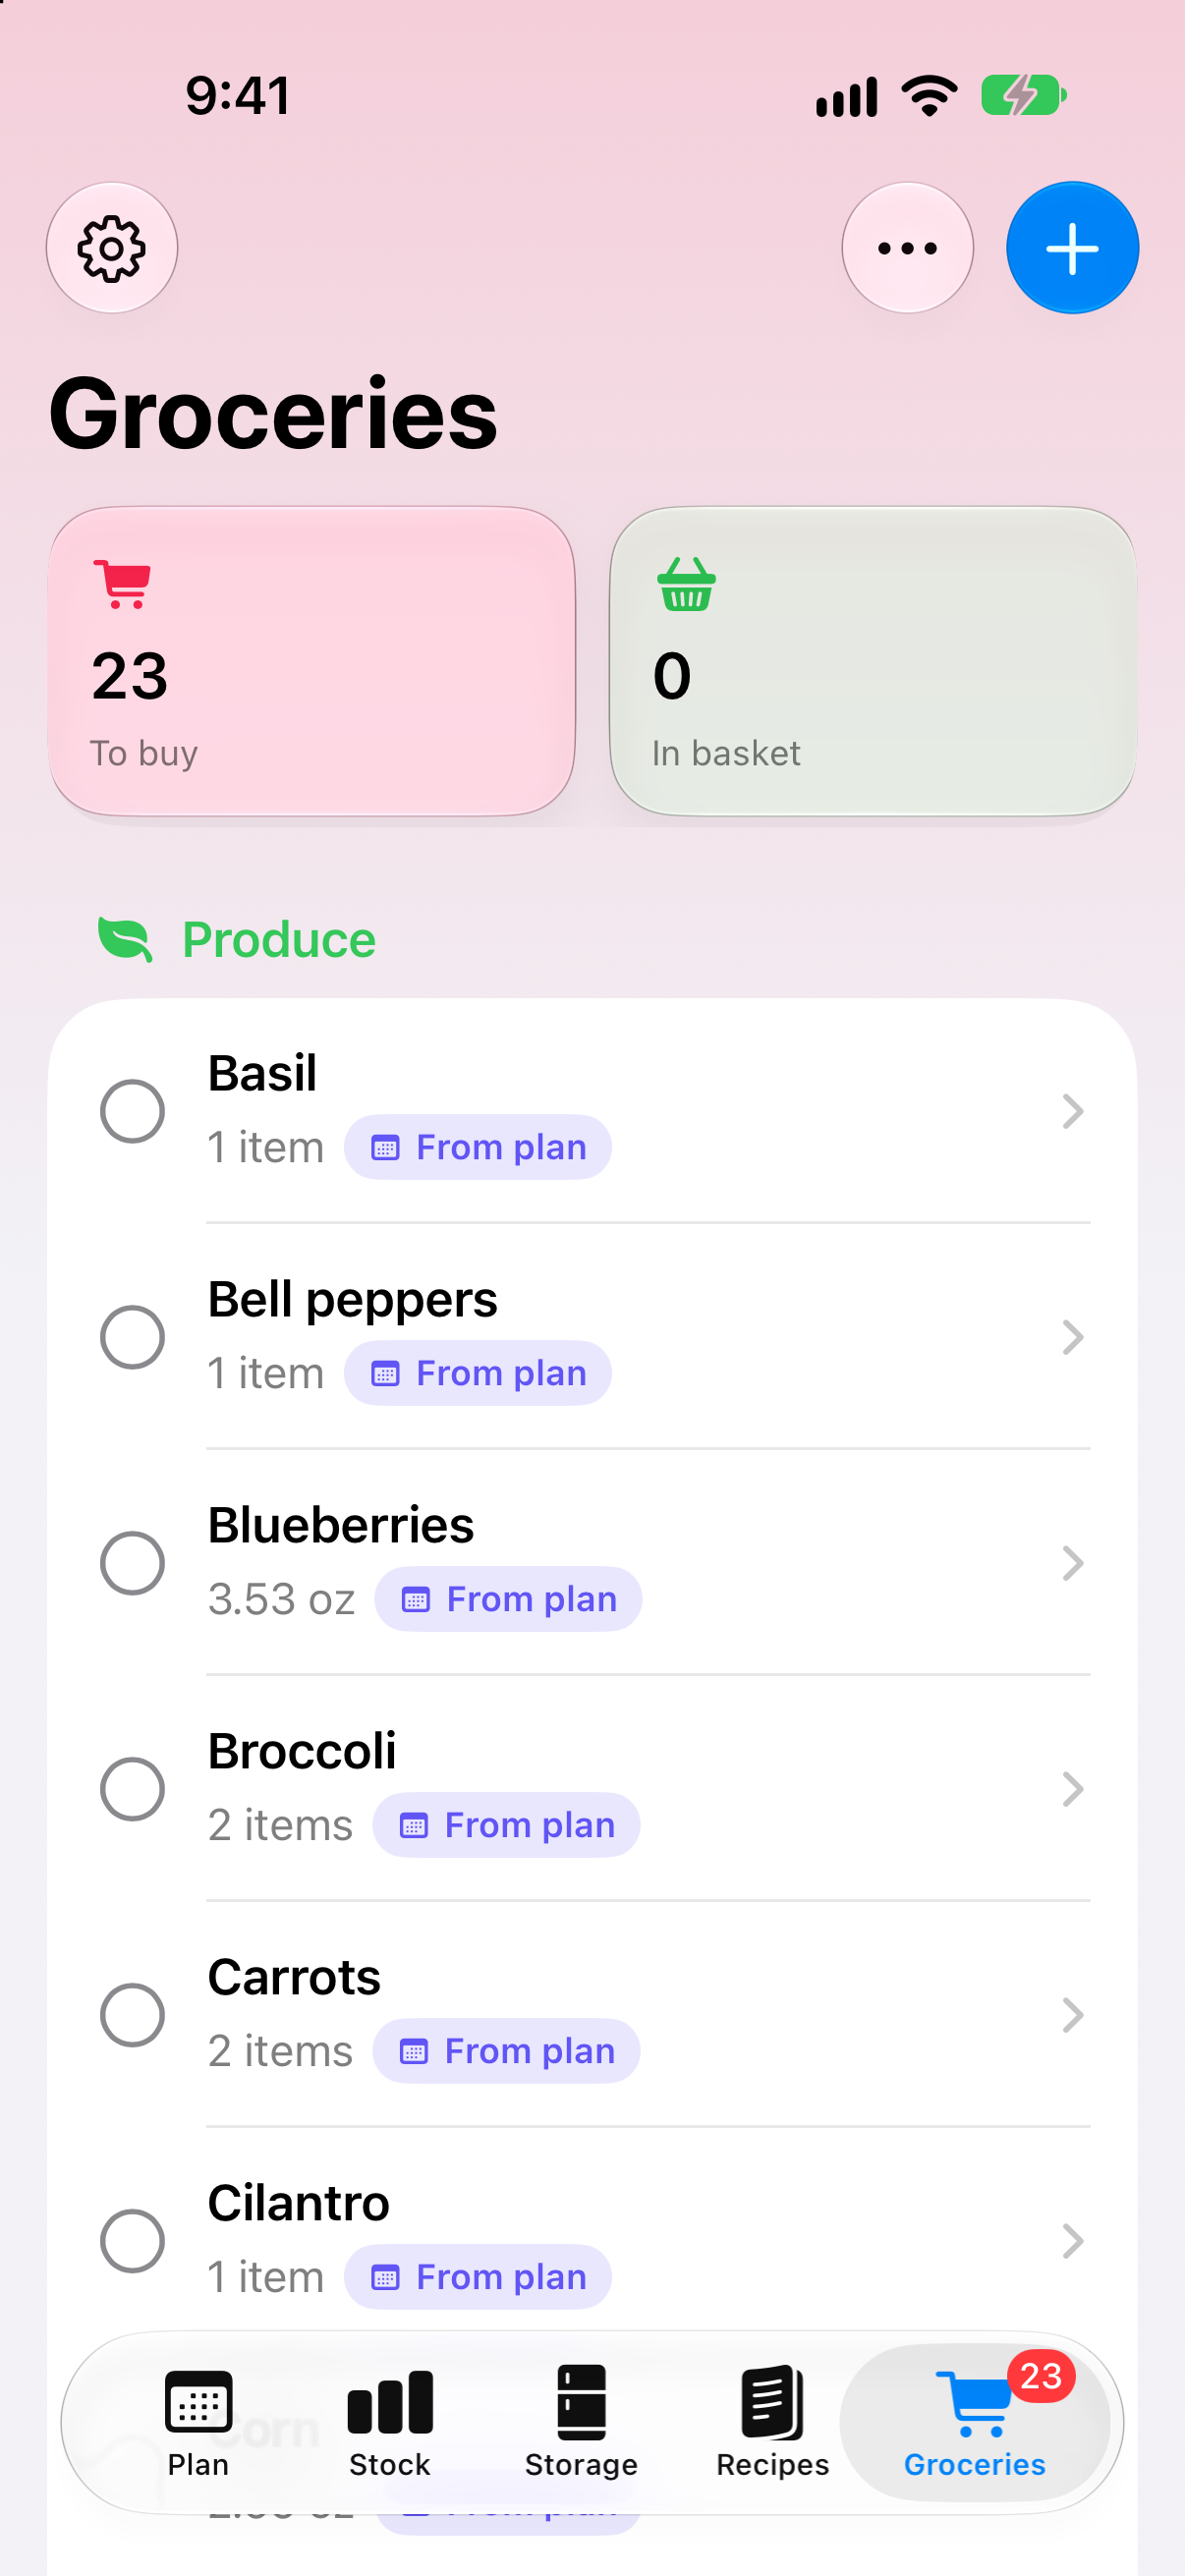 9:41
Groceries
23
To buy
0
In basket
Produce
Basil
1 item From plan
Bell peppers
1 item From plan
Blueberries
3.53 oz From plan
Broccoli
2 items From plan
Carrots
2 items From plan
Cilantro
1 item From plan
Corn
23
Plan Stock Storage Recipes Groceries